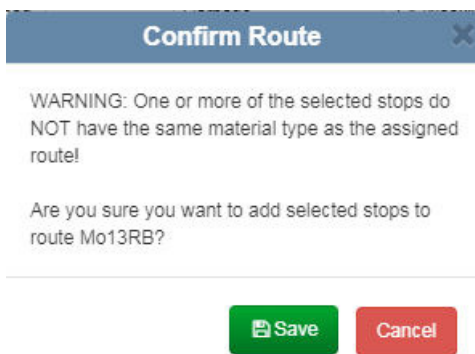 Confirm Route
WARNING: One or more of the selected stops do
NOT have the same material type as the assigned
route!
Are you sure you want to add selected stops to
route Mo13RB?
Save
Cancel